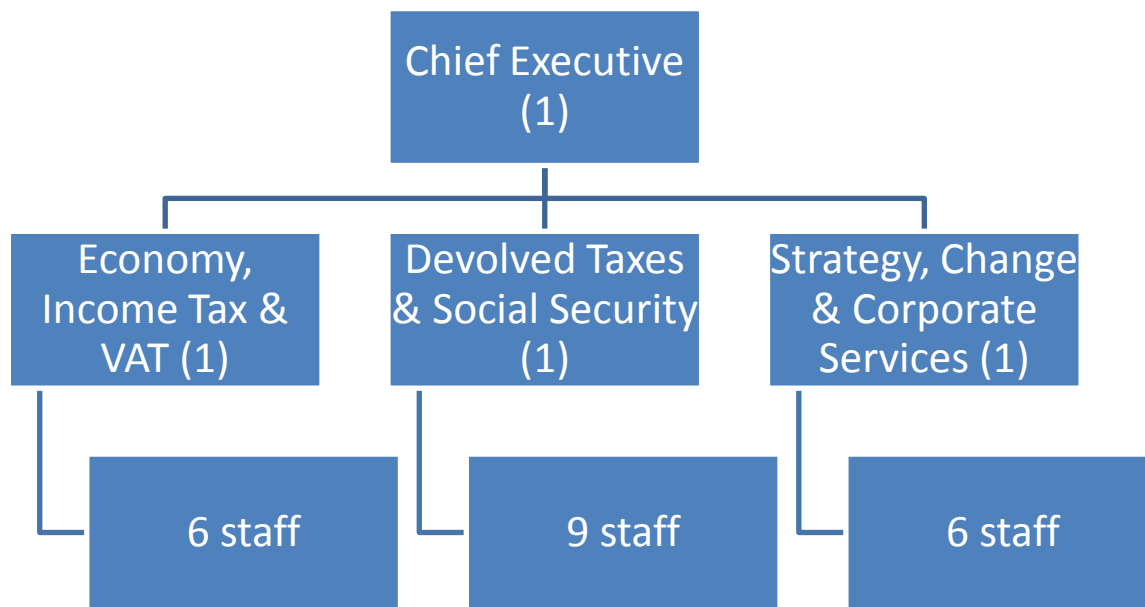 Chief Executive
(1)
Economy,
Income Tax &
VAT (1)
Devolved Taxes
& Social Security
(1)
Strategy, Change
& Corporate
Services (1)
6 staff
9 staff
6 staff